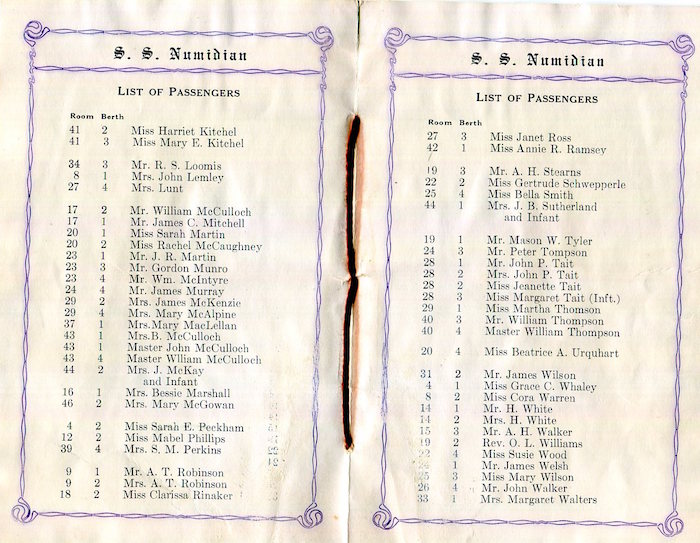 S. S. Numidian
LIST OF PASSENGERS
Room Berth
41 2 Miss Harriet Kitchel
41 3 Miss Mary E. Kitchel
34 3 Mr. R. S. Loomis
8 1 Mrs. John Lemley
27 4 Mrs. Lunt
17 2 Mr. William McCulloch
17 1 Mr. James C. Mitchell
20 1 Miss Sarah Martin
20 2 Miss Rachel McCaughney
23 1 Mr. J. R. Martin
23 3 Mr. Gordon Munro
23 4 Mr. Wm. McIntyre
24 4 Mr. James Murray
29 2 Mrs. James McKenzie
29 4 Mrs. Mary McAlpine
37 1 Mrs.Mary MacLellan
43 1 Mrs.B. McCulloch
43 1 Master John McCulloch
43 4 Master Wlliam McCulloch
44 2 Mrs. J. McKay
and Infant
16 1 Mrs. Bessie Marshall
46 2 Mrs. Mary McGowan
4 2 Miss Sarah E. Peekham
12 2 Miss Mabel Phillips
39 4 Mrs. S. M. Perkins
9 1 Mr. A. T. Robinson
9 2 Mrs. A. T. Robinson
18 2 Miss Clarissa Rinaker
S. S. Numidian
LIST OF PASSENGERS
Room Berth
27 3 Miss Janet Ross
42 1 Miss Annie R. Ramsey
19 3 Mr. A. H. Stearns
22 2 Miss Gertrude Schwepperle
25 4 Miss Bella Smith
44 1 Mrs. J. B. Sutherland
and Infant
19 1 Mr. Mason W. Tyler
24 3 Mr. Peter Tompson
28 1 Mr. John P. Tait
28 2 Mrs. John P. Tait
28 2 Miss Jeanette Tait
28 3 Miss Margaret Tait (Inft.)
29 1 Miss Martha Thomson
40 3 Mr. William Thompson
40 4 Master William Thompson
20 4 Miss Beatrice A. Urquhart
31 2 Mr. James Wilson
4 1 Miss Grace C. Whaley
8 2 Miss Cora Warren
14 1 Mr. H. White
14 2 Mrs. H. White
15 3 Mr. A. H. Walker
19 2 Rev. O. L. Williams
22 4 Miss Susie Wood
1 Mr. James Welsh
25 3 Miss Mary Wilson
26 4 Mr. John Walker
33 1 Mrs. Margaret Walters